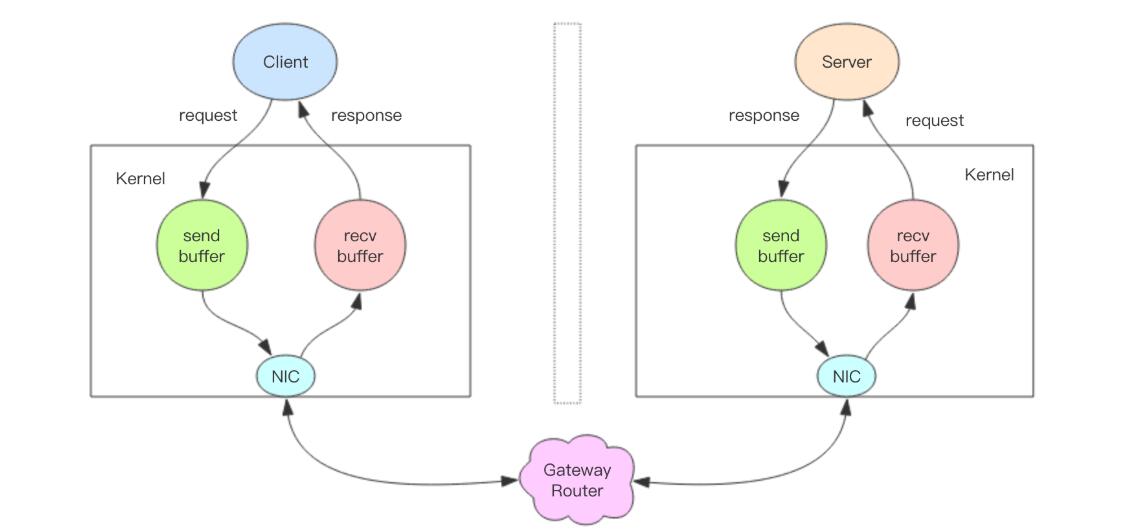 Client
Server
request
response
response
request
Kernel
Kernel
send
buffer
recv
buffer
send
buffer
recv
buffer
NIC
NIC
Gateway
Router